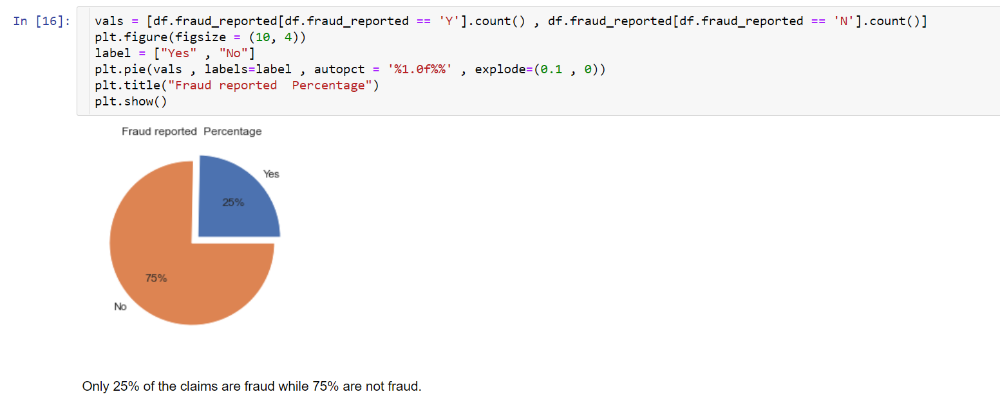 In [16]:
vals = [df.fraud_reported[df.fraud_reported == 'Y'].count() , df.fraud_reported[df.fraud_reported == 'N'].count()]
plt.figure(figsize = (10, 4))
label = ["Yes" , "No"]
plt.pie(vals , labels=label , autopct = '%1.0f%%' , explode=(0.1 , 0))
plt.title("Fraud reported  Percentage")
plt.show()
Fraud reported  Percentage
Yes
25%
75%
No
Only 25% of the claims are fraud while 75% are not fraud.